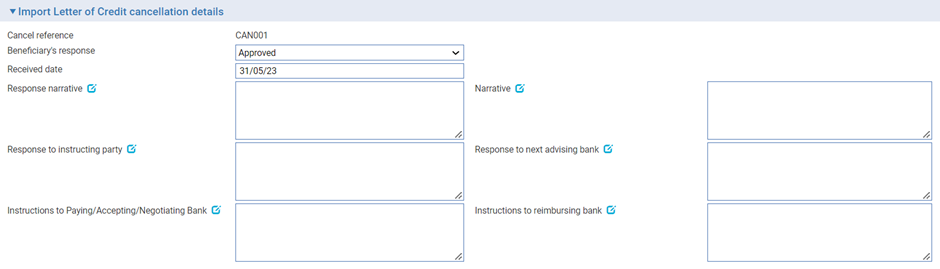 Import Letter of Credit cancellation details
Cancel reference CAN001
Beneficiary's response Approved
Received date 31/05/23
Response narrative Narrative
Response to instructing party Response to next advising bank
Instructions to Paying/Accepting/Negotiating Bank Instructions to reimbursing bank